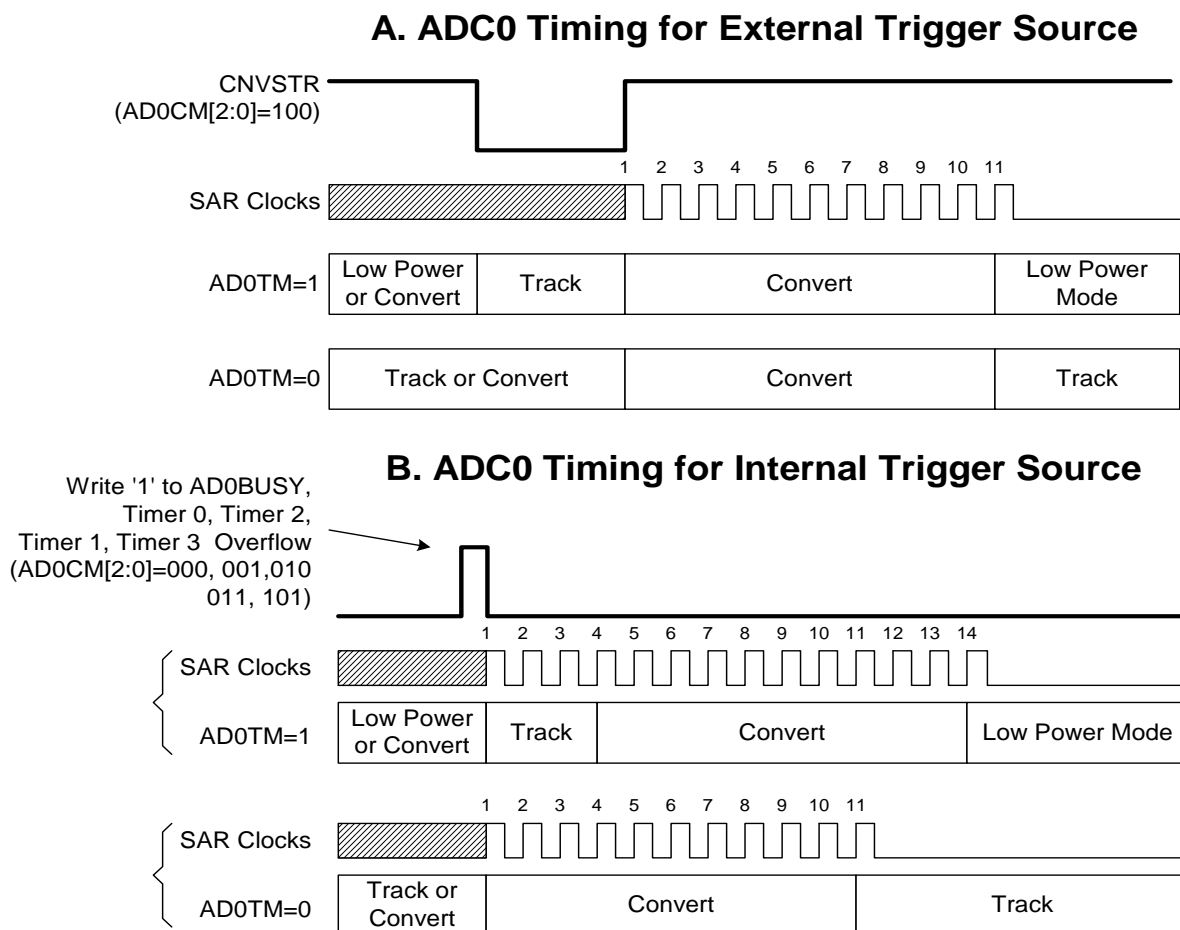 A. ADC0 Timing for External Trigger Source
CNVSTR
(AD0CM[2:0]=100)
1 2 3 4 5 6 7 8 9 10 11
SAR Clocks
AD0TM=1
Low Power
or Convert
Track
Convert
Low Power
Mode
AD0TM=0
Track or Convert
Convert
Track
B. ADC0 Timing for Internal Trigger Source
Write '1' to AD0BUSY,
Timer 0, Timer 2,
Timer 1, Timer 3 Overflow
(AD0CM[2:0]=000, 001,010
011, 101)
1 2 3 4 5 6 7 8 9 10 11 12 13 14
SAR Clocks
AD0TM=1
Low Power
or Convert
Track
Convert
Low Power Mode
1 2 3 4 5 6 7 8 9 10 11
SAR Clocks
AD0TM=0
Track or
Convert
Convert
Track